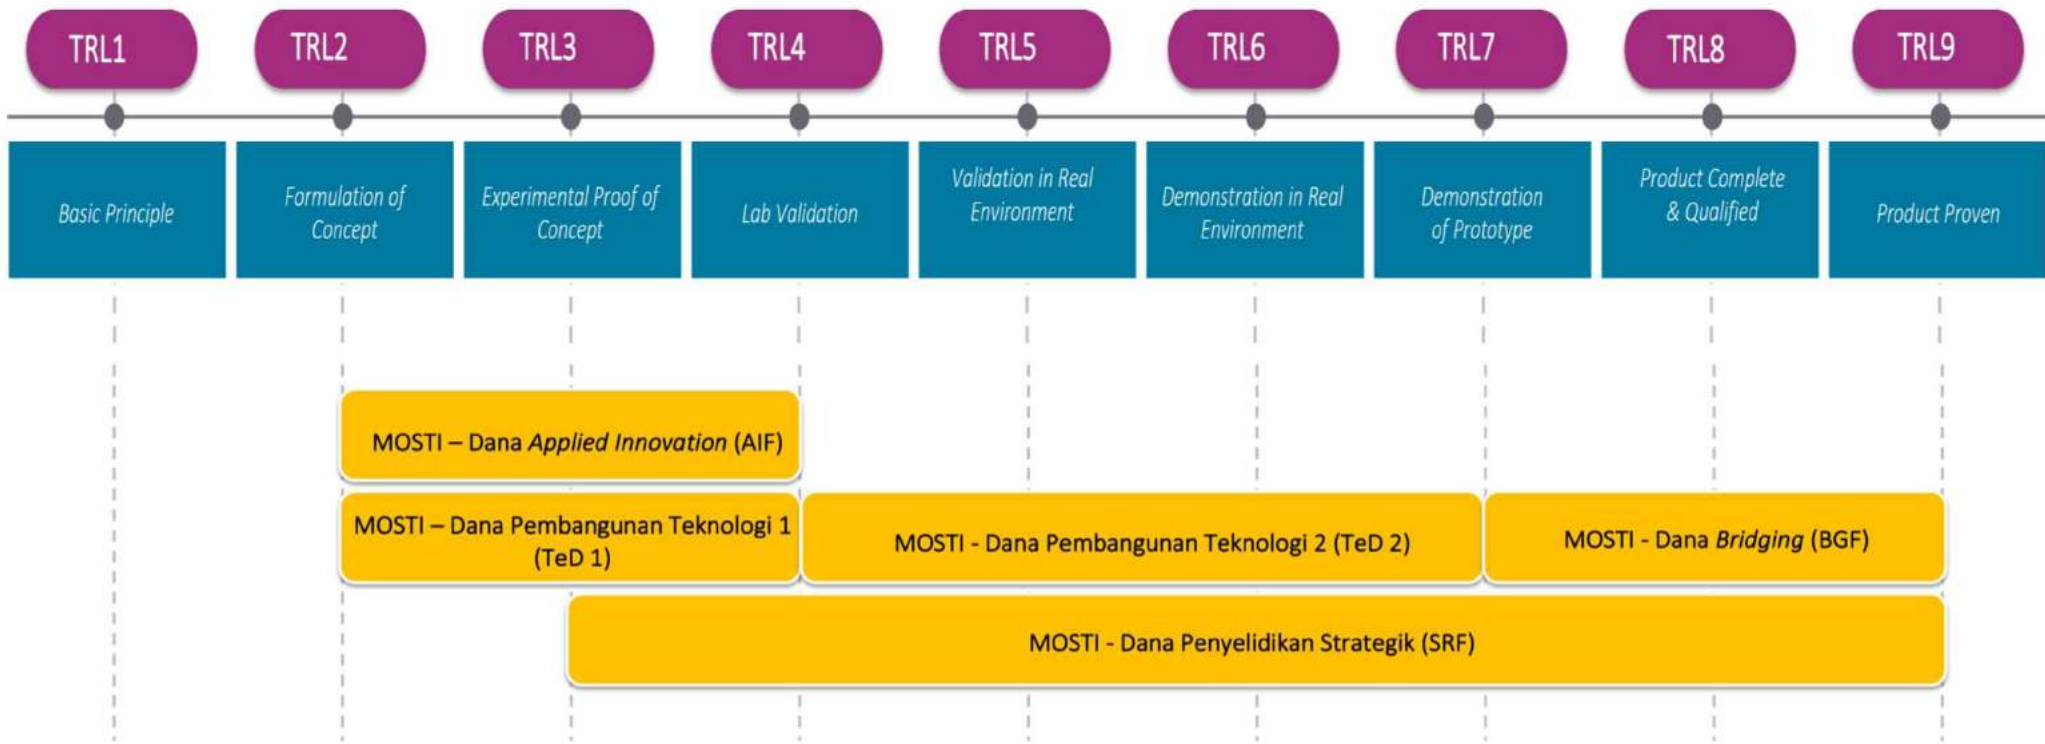 TRL1
TRL2
TRL3
TRL4
TRL5
TRL6
TRL7
TRL8
TRL9
Basic Principle
Formulation of
Concept
Experimental Proof of
Concept
Lab Validation
Validation in Real
Environment
Demonstration in Real
Environment
Demonstration
of Prototype
Product Complete
& Qualified
Product Proven
MOSTI – Dana Applied Innovation (AIF)
MOSTI – Dana Pembangunan Teknologi 1
(TeD 1)
MOSTI - Dana Pembangunan Teknologi 2 (TeD 2)
MOSTI - Dana Bridging (BGF)
MOSTI - Dana Penyelidikan Strategik (SRF)